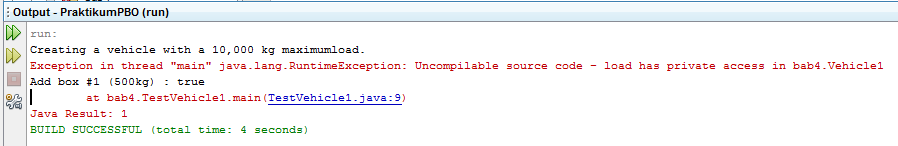 Output - PraktikumPBO (run)
run:
Creating a vehicle with a 10,000 kg maximumload.
Exception in thread "main" java.lang.RuntimeException: Uncompilable source code - load has private access in bab4.Vehicle1
Add box #1 (500kg) : true
at bab4.TestVehicle1.main(TestVehicle1.java:9)
Java Result: 1
BUILD SUCCESSFUL (total time: 4 seconds)